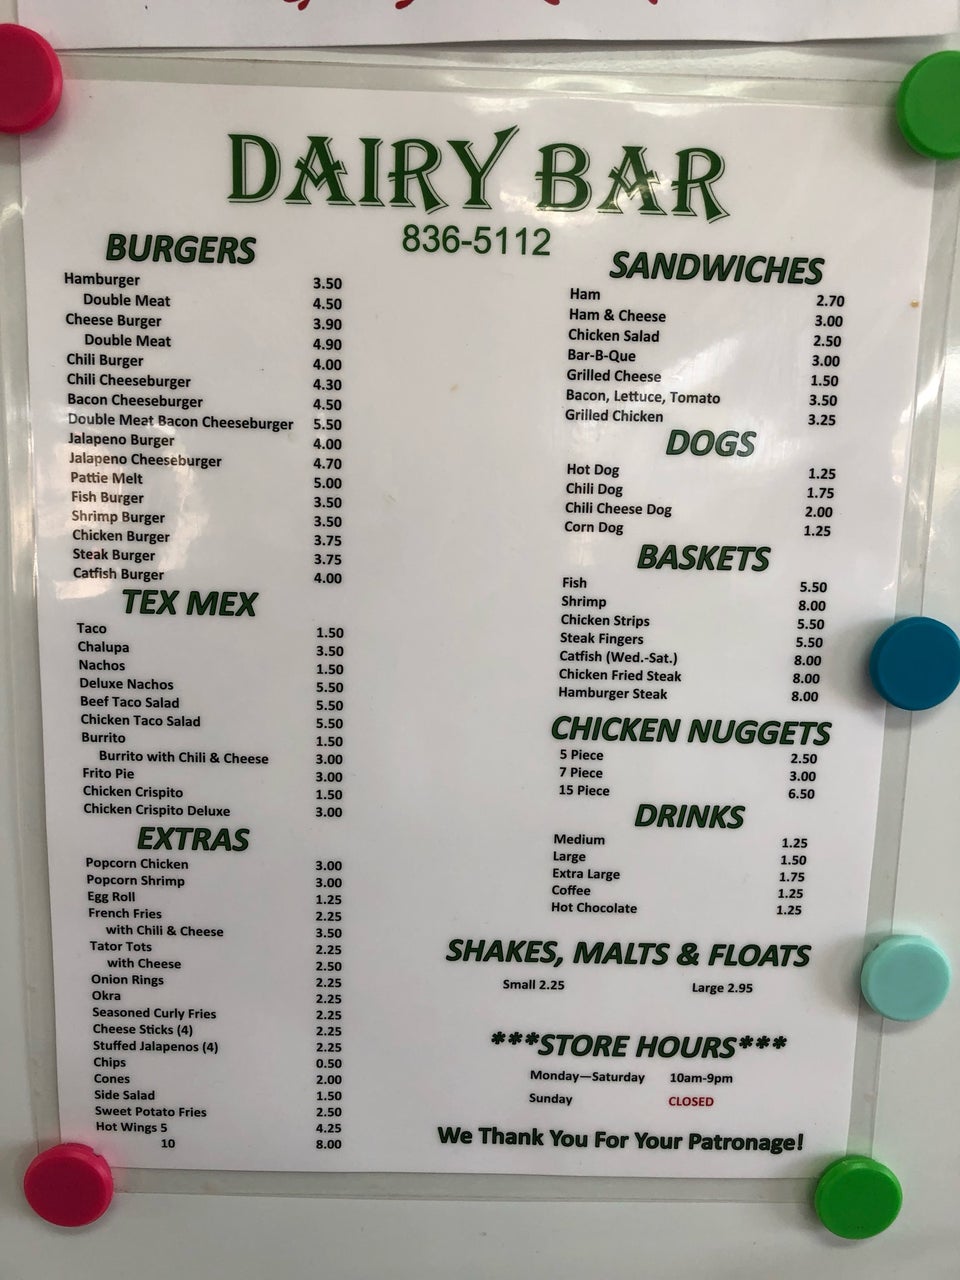 DAIRY BAR
836-5112
BURGERS
Hamburger 3.50
Double Meat 4.50
Cheese Burger 3.90
Double Meat 4.90
Chili Burger 4.00
Chili Cheeseburger 4.30
Bacon Cheeseburger 4.50
Double Meat Bacon Cheeseburger 5.50
Jalapeno Burger 4.00
Jalapeno Cheeseburger 4.70
Pattie Melt 5.00
Fish Burger 3.50
Shrimp Burger 3.50
Chicken Burger 3.75
Steak Burger 3.75
Catfish Burger 4.00
TEX MEX
Taco 1.50
Chalupa 3.50
Nachos 1.50
Deluxe Nachos 5.50
Beef Taco Salad 5.50
Chicken Taco Salad 5.50
Burrito 1.50
Burrito with Chili & Cheese 3.00
Frito Pie 3.00
Chicken Crispito 1.50
Chicken Crispito Deluxe 3.00
EXTRAS
Popcorn Chicken 3.00
Popcorn Shrimp 3.00
Egg Roll 1.25
French Fries 2.25
with Chili & Cheese 3.50
Tator Tots 2.25
with Cheese 2.50
Onion Rings 2.25
Okra 2.25
Seasoned Curly Fries 2.25
Cheese Sticks (4) 2.25
Stuffed Jalapenos (4) 2.25
Chips 0.50
Cones 2.00
Side Salad 1.50
Sweet Potato Fries 2.50
Hot Wings 5 4.25
10 8.00
SANDWICHES
Ham 2.70
Ham & Cheese 3.00
Chicken Salad 2.50
Bar-B-Que 3.00
Grilled Cheese 1.50
Bacon, Lettuce, Tomato 3.50
Grilled Chicken 3.25
DOGS
Hot Dog 1.25
Chili Dog 1.75
Chili Cheese Dog 2.00
Corn Dog 1.25
BASKETS
Fish 5.50
Shrimp 8.00
Chicken Strips 5.50
Steak Fingers 5.50
Catfish (Wed.-Sat.) 8.00
Chicken Fried Steak 8.00
Hamburger Steak 8.00
CHICKEN NUGGETS
5 Piece 2.50
7 Piece 3.00
15 Piece 6.50
DRINKS
Medium 1.25
Large 1.50
Extra Large 1.75
Coffee 1.25
Hot Chocolate 1.25
SHAKES, MALTS & FLOATS
Small 2.25 Large 2.95
***STORE HOURS***
Monday—Saturday 10am-9pm
Sunday CLOSED
We Thank You For Your Patronage!